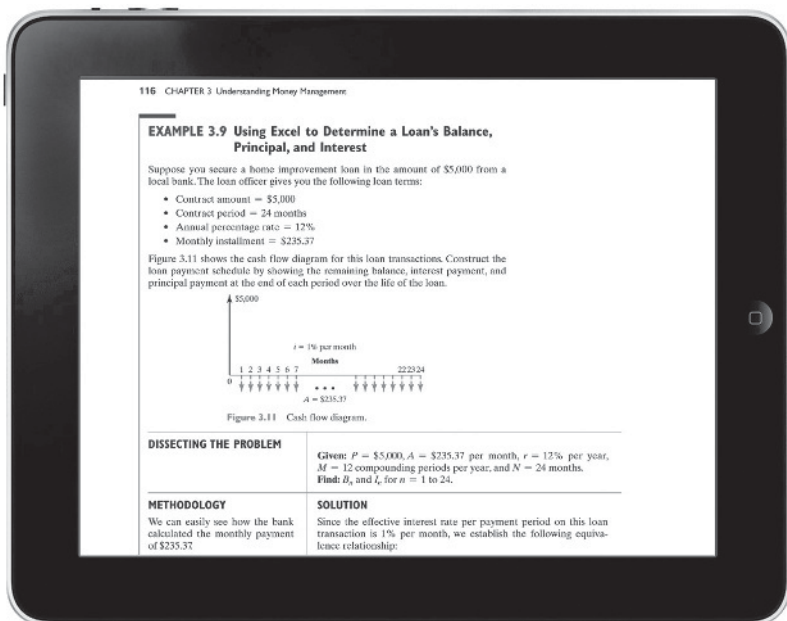 116 CHAPTER 3 Understanding Money Management
EXAMPLE 3.9 Using Excel to Determine a Loan's Balance,
Principal, and Interest
Suppose you secure a home improvement loan in the amount of $5,000 from a
local bank. The loan officer gives you the following loan terms:
• Contract amount = $5,000
• Contract period = 24 months
• Annual percentage rate = 12%
• Monthly installment = $235.37
Figure 3.11 shows the cash flow diagram for this loan transactions. Construct the
loan payment schedule by showing the remaining balance, interest payment, and
principal payment at the end of each period over the life of the loan.
$5,000
i = 1% per month
Months
1 2 3 4 5 6 7 22 23 24
0
A = $235.37
Figure 3.11 Cash flow diagram.
DISSECTING THE PROBLEM
Given: P = $5,000, A = $235.37 per month, r = 12% per year,
M = 12 compounding periods per year, and N = 24 months.
Find: Bn and In for n = 1 to 24.
METHODOLOGY
We can easily see how the bank
calculated the monthly payment
of $235.37
SOLUTION
Since the effective interest rate per payment period on this loan
transaction is 1% per month, we establish the following equiva-
lence relationship: